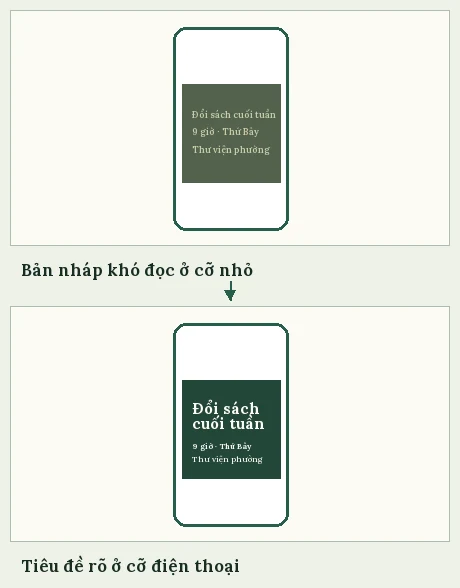 Đổi sách cuối tuần
9 giờ · Thứ Bảy
Thư viện phường
Bản nháp khó đọc ở cỡ nhỏ
Đổi sách
cuối tuần
9 giờ · Thứ Bảy
Thư viện phường
Tiêu đề rõ ở cỡ điện thoại